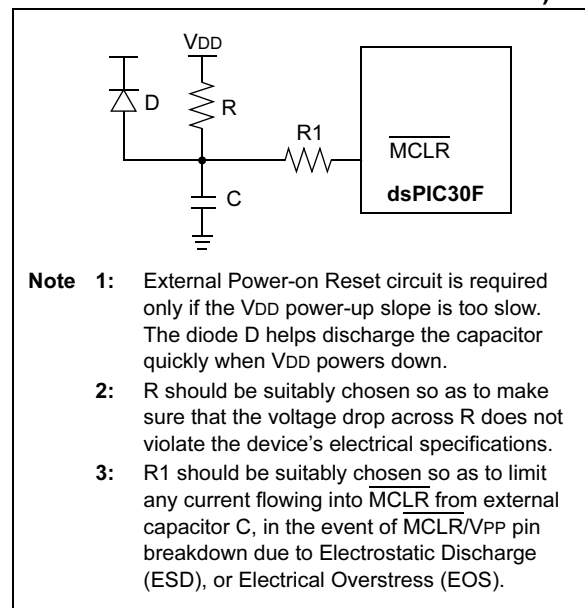 VDD
D
R
R1
MCLR
dsPIC30F
C
Note 1: External Power-on Reset circuit is required
only if the VDD power-up slope is too slow.
The diode D helps discharge the capacitor
quickly when VDD powers down.
2: R should be suitably chosen so as to make
sure that the voltage drop across R does not
violate the device's electrical specifications.
3: R1 should be suitably chosen so as to limit
any current flowing into MCLR from external
capacitor C, in the event of MCLR/VPP pin
breakdown due to Electrostatic Discharge
(ESD), or Electrical Overstress (EOS).